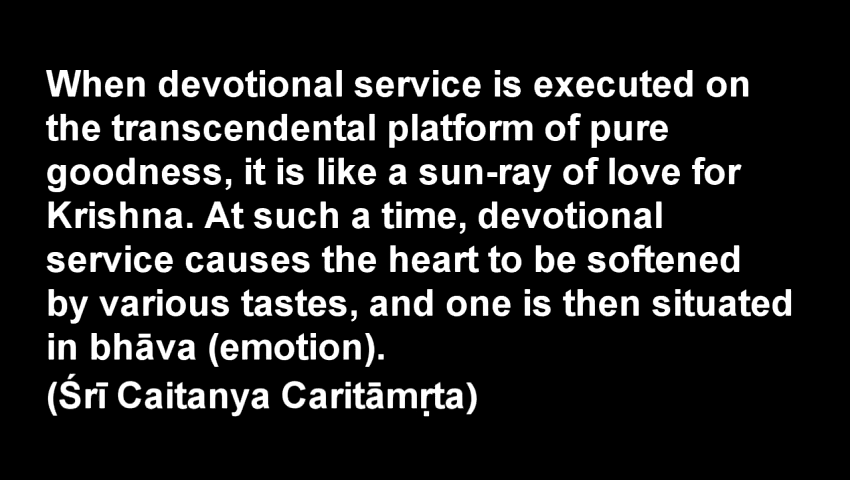 When devotional service is executed on
the transcendental platform of pure
goodness, it is like a sun-ray of love for
Krishna. At such a time, devotional
service causes the heart to be softened
by various tastes, and one is then situated
in bhāva (emotion).
(Śrī Caitanya Caritāmṛta)